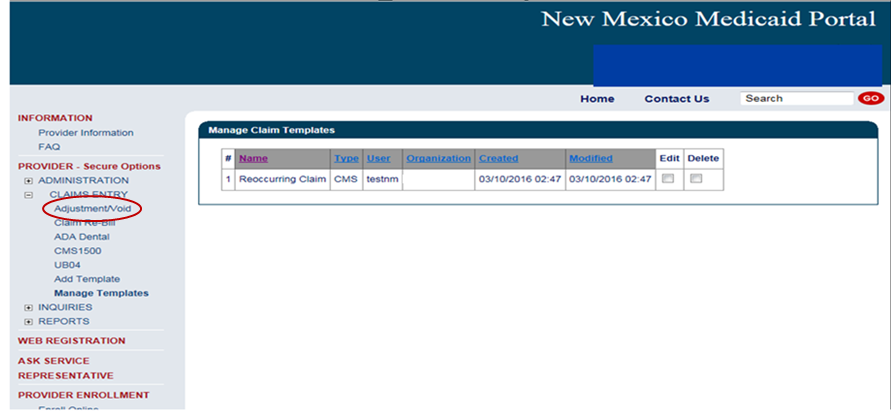 New Mexico Medicaid Portal
Home Contact Us Search GO
INFORMATION
Provider Information
FAQ
PROVIDER - Secure Options
ADMINISTRATION
CLAIMS ENTRY
Adjustment/Void
Claim Re-Bill
ADA Dental
CMS1500
UB04
Add Template
Manage Templates
INQUIRIES
REPORTS
WEB REGISTRATION
ASK SERVICE
REPRESENTATIVE
PROVIDER ENROLLMENT
Enroll Online
Manage Claim Templates
# Name Type User Organization Created Modified Edit Delete
1 Reoccurring Claim CMS testnm 03/10/2016 02:47 03/10/2016 02:47